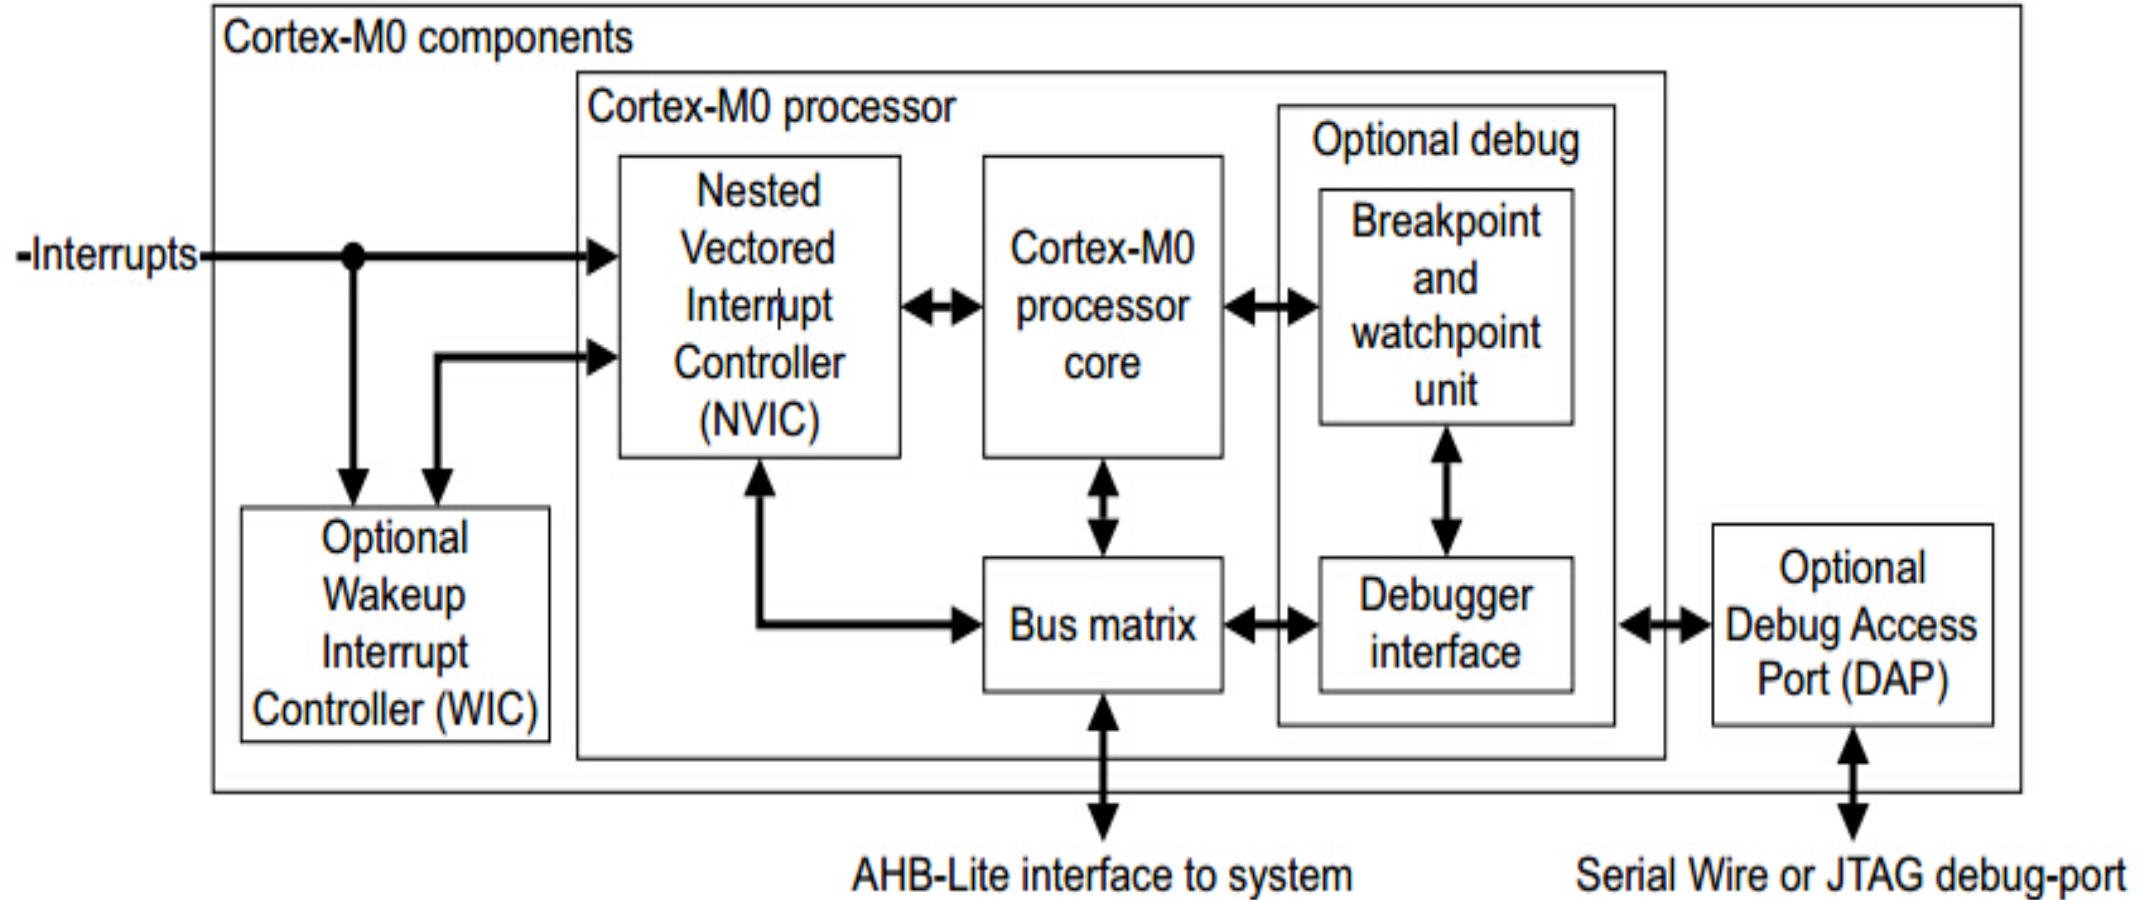 Cortex-M0 components
Cortex-M0 processor
Optional debug
Nested
Vectored
Interrupt
Controller
(NVIC)
Cortex-M0
processor
core
Breakpoint
and
watchpoint
unit
-Interrupts
Optional
Wakeup
Interrupt
Controller (WIC)
Bus matrix
Debugger
interface
Optional
Debug Access
Port (DAP)
AHB-Lite interface to system
Serial Wire or JTAG debug-port